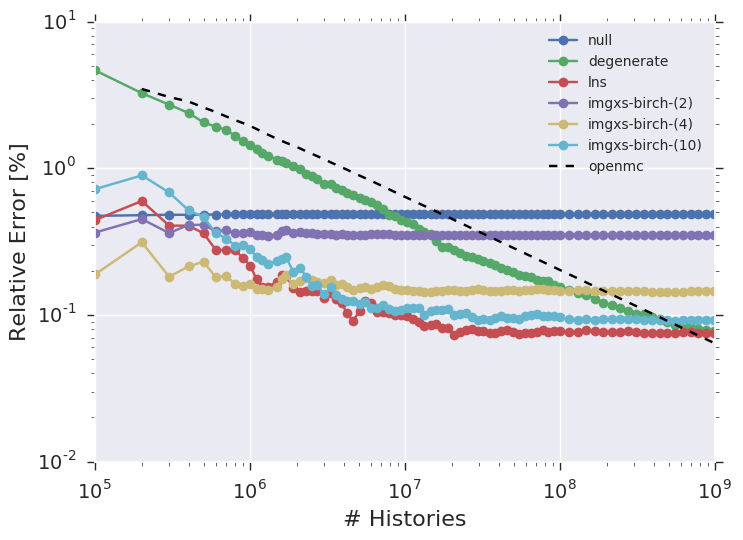 10^1
10^0
10^-1
10^-2
Relative Error [%]
null
degenerate
lns
imgxs-birch-(2)
imgxs-birch-(4)
imgxs-birch-(10)
openmc
10^5 10^6 10^7 10^8 10^9
# Histories